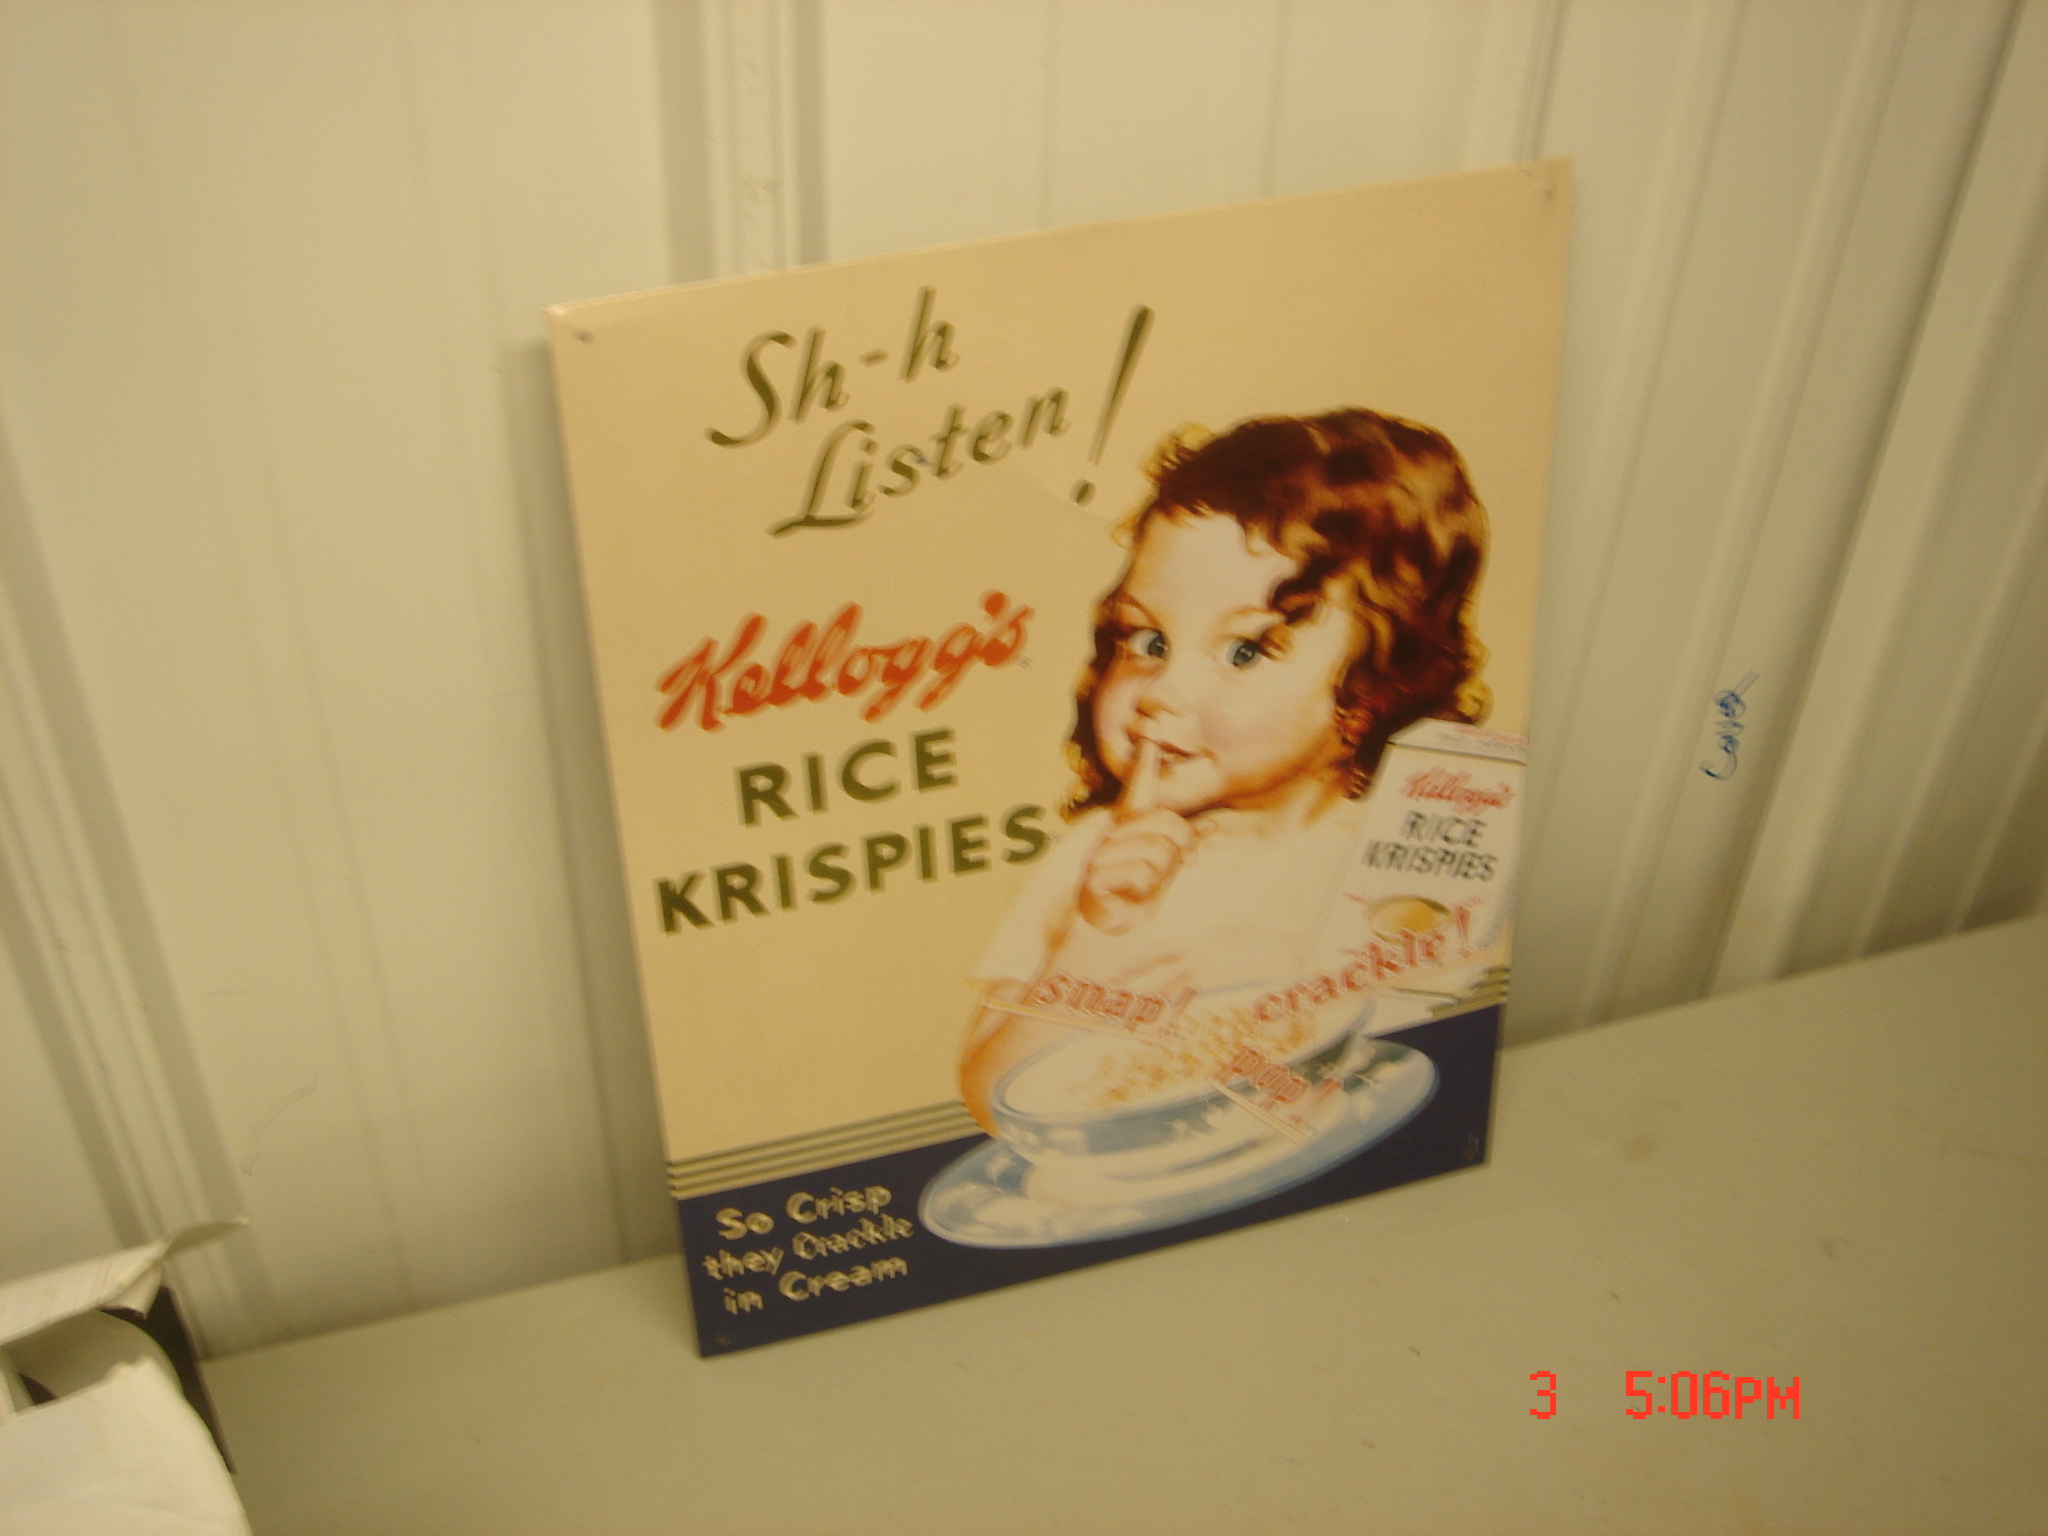 Sh-h
Listen!
Kellogg's
RICE
KRISPIES
Kellogg's
RICE
KRISPIES
snap!
crackle!
pop!
So Crisp
they Crackle
in Cream
3 5:06PM